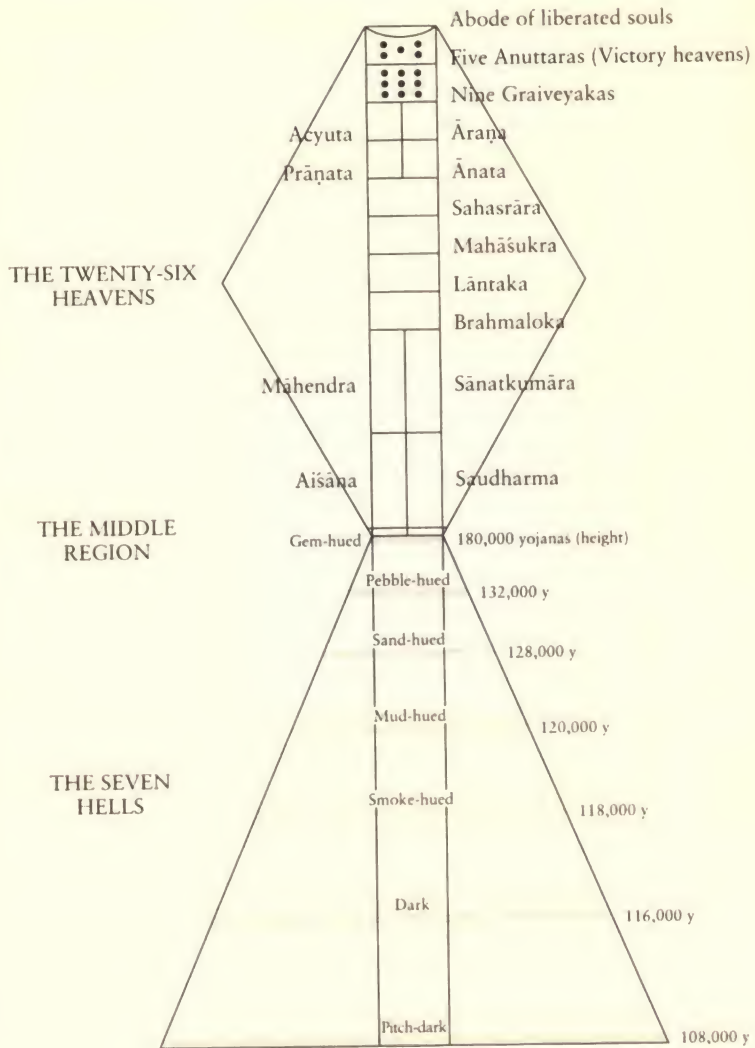 Abode of liberated souls
Five Anuttaras (Victory heavens)
Nine Graiveyakas
Acyuta
Āraṇa
Prāṇata
Ānata
Sahasrāra
Mahāśukra
THE TWENTY-SIX
HEAVENS
Lāntaka
Brahmaloka
Māhendra
Sānatkumāra
Aiśāna
Saudharma
THE MIDDLE
REGION
Gem-hued
180,000 yojanas (height)
Pebble-hued
132,000 y
Sand-hued
128,000 y
Mud-hued
120,000 y
THE SEVEN
HELLS
Smoke-hued
118,000 y
Dark
116,000 y
Pitch-dark
108,000 y